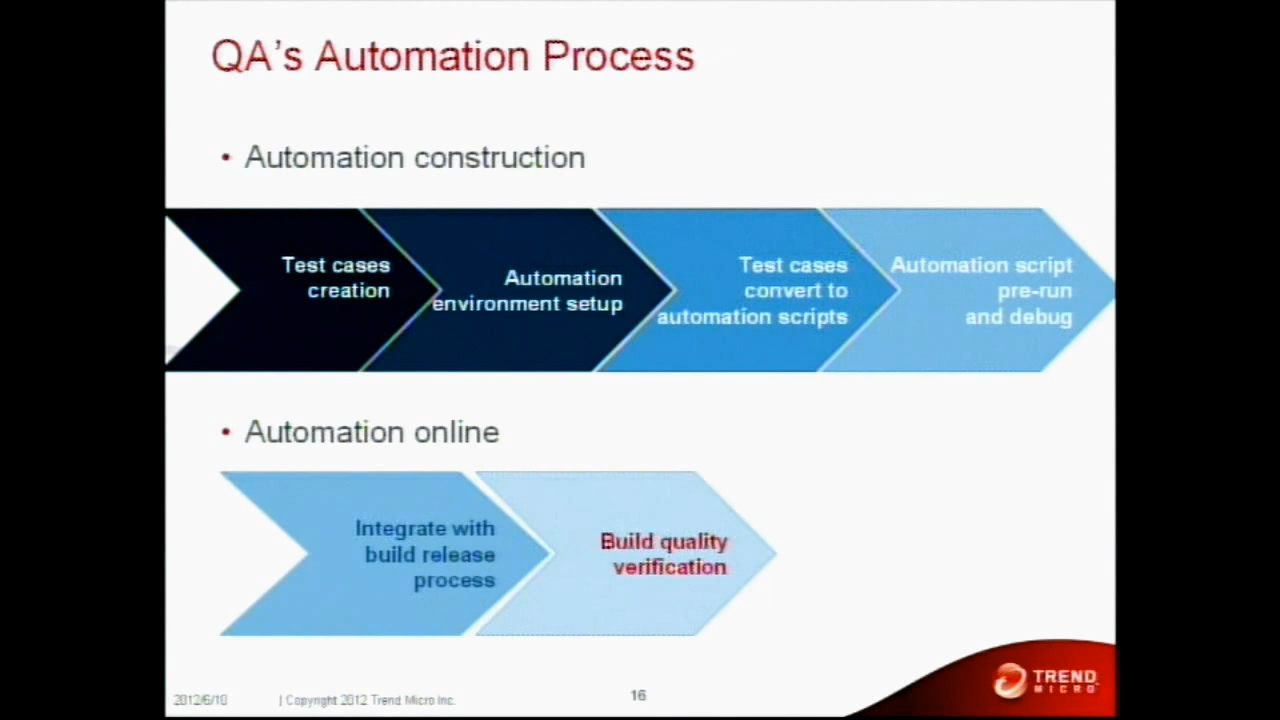 QA's Automation Process
• Automation construction
Test cases
creation
Automation
environment setup
Test cases
convert to
automation scripts
Automation script
pre-run
and debug
• Automation online
Integrate with
build release
process
Build quality
verification
2012/6/10
| Copyright 2012 Trend Micro Inc.
16
TREND
MICRO